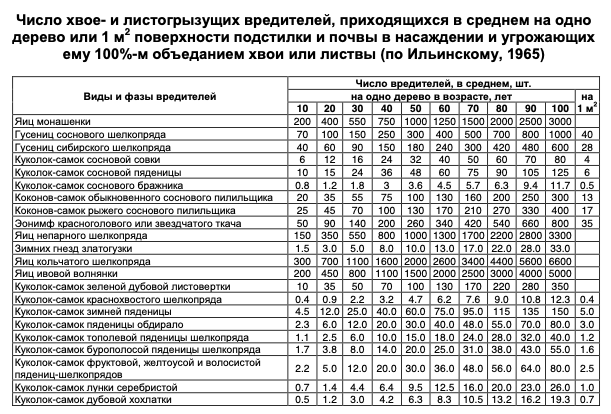 Число хвое- и листогрызущих вредителей, приходящихся в среднем на одно
дерево или 1 м2 поверхности подстилки и почвы в насаждении и угрожающих
ему 100%-м объеданием хвои или листвы (по Ильинскому, 1965)
Виды и фазы вредителей Число вредителей, в среднем, шт.
на одно дерево в возрасте, лет на
10 20 30 40 50 60 70 80 90 100 1 м2
Яиц монашенки 200 400 550 750 1000 1250 1500 2000 2500 3000
Гусениц соснового шелкопряда 70 100 150 250 300 400 500 700 800 1000 40
Гусениц сибирского шелкопряда 40 60 90 150 180 240 300 420 480 600 28
Куколок-самок сосновой совки 6 12 16 24 32 40 50 60 70 80 4
Куколок-самок сосновой пяденицы 10 15 24 36 48 60 75 90 105 125 6
Куколок-самок соснового бражника 0.8 1.2 1.8 3 3.6 4.5 5.7 6.3 9.4 11.7 0.5
Коконов-самок обыкновенного соснового пилильщика 20 35 55 75 100 130 160 200 250 300 13
Коконов-самок рыжего соснового пилильщика 25 45 70 100 130 170 210 270 330 400 17
Эонимф красноголового или звездчатого ткача 50 90 140 200 260 340 420 540 660 800 35
Яиц непарного шелкопряда 150 350 550 800 1000 1300 1700 2200 2800 3300
Зимних гнезд златогузки 1.5 3.0 5.0 8.0 10.0 13.0 17.0 22.0 28.0 33.0
Яиц кольчатого шелкопряда 300 700 1100 1600 2000 2600 3400 4400 5600 6600
Яиц ивовой волнянки 200 450 800 1100 1500 2000 2500 3000 4000 5000
Куколок-самок зеленой дубовой листовертки 10 35 50 70 100 130 170 220 280 350
Куколок-самок краснохвостого шелкопряда 0.4 0.9 2.2 3.2 4.7 6.2 7.6 9.0 10.8 12.3 0.4
Куколок-самок зимней пяденицы 4.5 12.0 25.0 40.0 60.0 75.0 95.0 115 135 150 5.0
Куколок-самок пяденицы обдирало 2.3 6.0 12.0 20.0 30.0 40.0 48.0 55.0 70.0 80.0 3.0
Куколок-самок тополевой пяденицы шелкопряда 1.1 2.5 6.0 10.0 15.0 18.0 24.0 28.0 32.0 40.0 1.2
Куколок-самок бурополосой пяденицы шелкопряда 1.7 3.8 8.0 14.0 20.0 25.0 31.0 38.0 43.0 55.0 1.6
Куколок-самок фруктовой, желтоусой и волосистой
пядениц-шелкопрядов 2.2 5.0 12.0 20.0 30.0 36.0 48.0 56.0 64.0 80.0 2.5
Куколок-самок лунки серебристой 0.7 1.4 4.4 6.4 9.5 12.5 16.0 20.0 23.0 26.0 1.0
Куколок-самок дубовой хохлатки 0.5 1.2 3.0 4.2 6.3 8.3 10.5 13.2 16.2 19.3 0.7